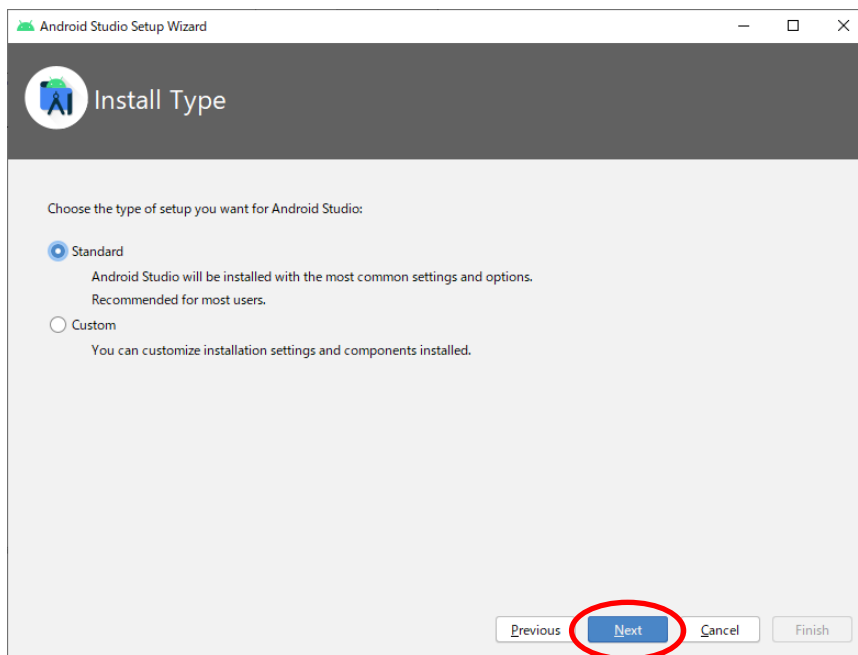 Android Studio Setup Wizard
Install Type
Choose the type of setup you want for Android Studio:
Standard
Android Studio will be installed with the most common settings and options.
Recommended for most users.
Custom
You can customize installation settings and components installed.
Previous Next Cancel Finish